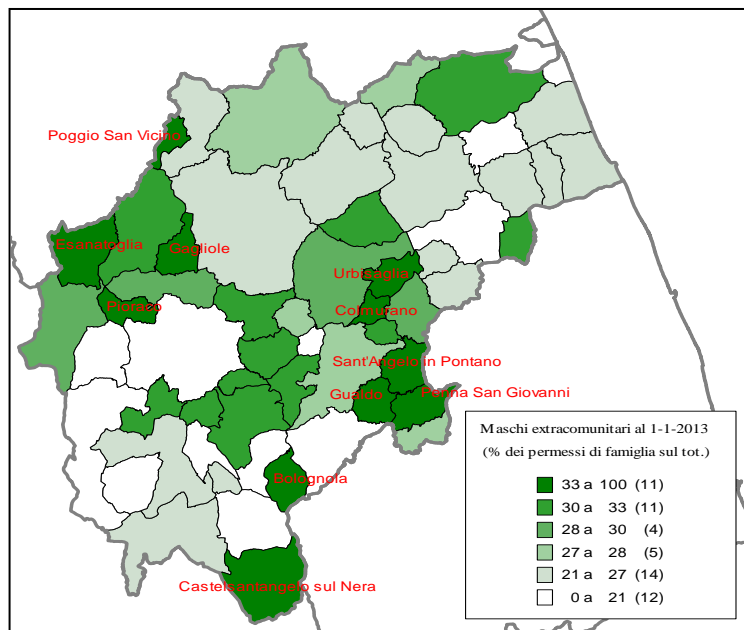 Poggio San Vicino
Esanatoglia
Gagliole
Urbisaglia
Fioraco
Colmurano
Sant'Angelo in Pontano
Gualdo
Penna San Giovanni
Bolognola
Castelsantangelo sul Nera
Maschi extracomunitari al 1-1-2013
(% dei permessi di famiglia sul tot.)
33 a 100 (11)
30 a 33 (11)
28 a 30 (4)
27 a 28 (5)
21 a 27 (14)
0 a 21 (12)